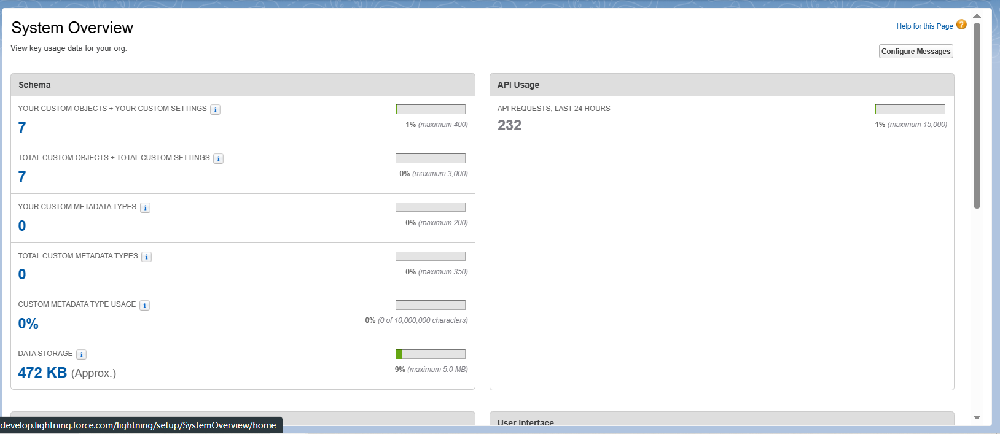 System Overview
Help for this Page
View key usage data for your org.
Configure Messages
Schema
YOUR CUSTOM OBJECTS + YOUR CUSTOM SETTINGS
7
1% (maximum 400)
TOTAL CUSTOM OBJECTS + TOTAL CUSTOM SETTINGS
7
0% (maximum 3,000)
YOUR CUSTOM METADATA TYPES
0
0% (maximum 200)
TOTAL CUSTOM METADATA TYPES
0
0% (maximum 350)
CUSTOM METADATA TYPE USAGE
0%
0% (0 of 10,000,000 characters)
DATA STORAGE
472 KB (Approx.)
9% (maximum 5.0 MB)
API Usage
API REQUESTS, LAST 24 HOURS
232
1% (maximum 15,000)
User Interface
develop.lightning.force.com/lightning/setup/SystemOverview/home